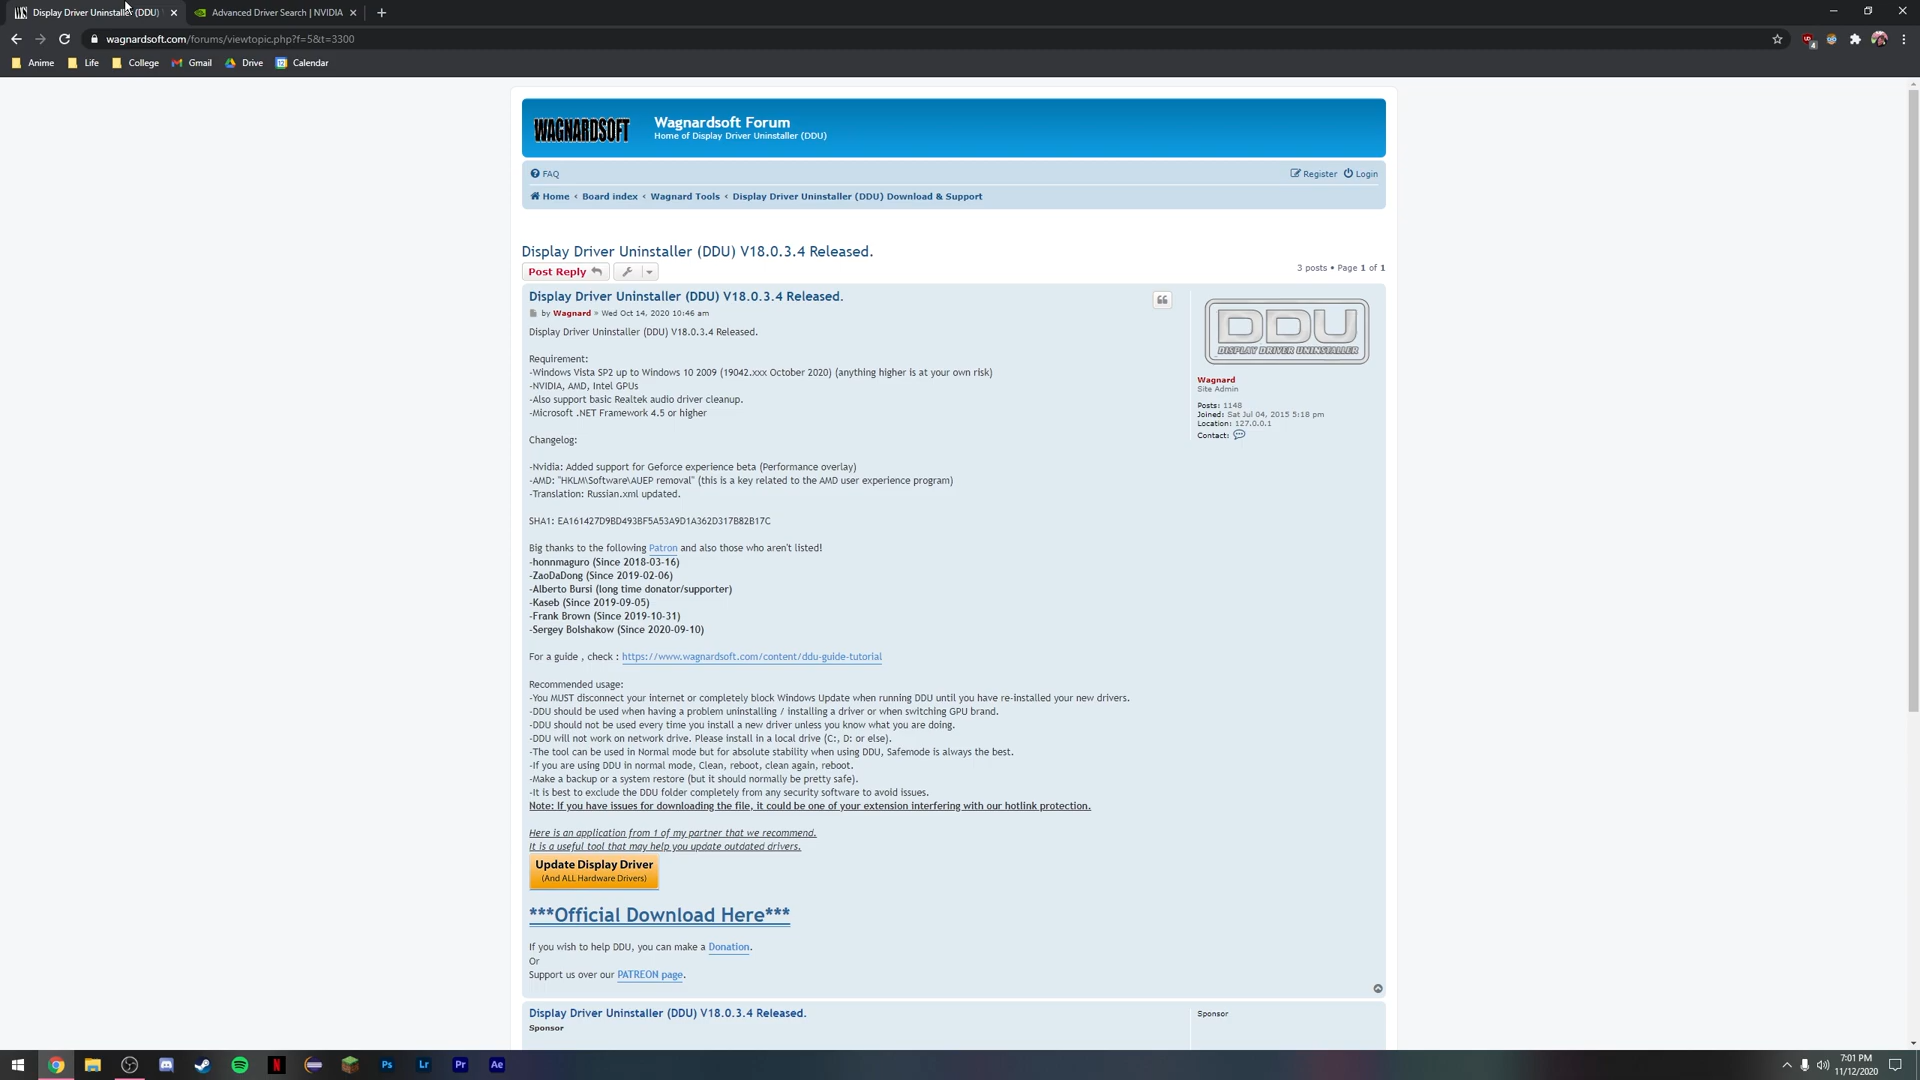 Display Driver Uninstaller (DDU)
Advanced Driver Search | NVIDIA
wagnardsoft.com/forums/viewtopic.php?f=5&t=3300
4
Anime
Life
College
Gmail
Drive
Calendar
WAGNARDSOFT
Wagnardsoft Forum
Home of Display Driver Uninstaller (DDU)
FAQ
Register
Login
Home ‹ Board index ‹ Wagnard Tools ‹ Display Driver Uninstaller (DDU) Download & Support
Display Driver Uninstaller (DDU) V18.0.3.4 Released.
Post Reply
3 posts • Page 1 of 1
Display Driver Uninstaller (DDU) V18.0.3.4 Released.
by Wagnard » Wed Oct 14, 2020 10:46 am
Display Driver Uninstaller (DDU) V18.0.3.4 Released.
Requirement:
-Windows Vista SP2 up to Windows 10 2009 (19042.xxx October 2020) (anything higher is at your own risk)
-NVIDIA, AMD, Intel GPUs
-Also support basic Realtek audio driver cleanup.
-Microsoft .NET Framework 4.5 or higher
Changelog:
-Nvidia: Added support for Geforce experience beta (Performance overlay)
-AMD: "HKLM\Software\AUEP removal" (this is a key related to the AMD user experience program)
-Translation: Russian.xml updated.
SHA1: EA161427D9BD493BF5A53A9D1A362D317B82B17C
Big thanks to the following Patron and also those who aren't listed!
-honnmaguro (Since 2018-03-16)
-ZaoDaDong (Since 2019-02-06)
-Alberto Bursi (long time donator/supporter)
-Kaseb (Since 2019-09-05)
-Frank Brown (Since 2019-10-31)
-Sergey Bolshakow (Since 2020-09-10)
For a guide , check : https://www.wagnardsoft.com/content/ddu-guide-tutorial
Recommended usage:
-You MUST disconnect your internet or completely block Windows Update when running DDU until you have re-installed your new drivers.
-DDU should be used when having a problem uninstalling / installing a driver or when switching GPU brand.
-DDU should not be used every time you install a new driver unless you know what you are doing.
-DDU will not work on network drive. Please install in a local drive (C:, D: or else).
-The tool can be used in Normal mode but for absolute stability when using DDU, Safemode is always the best.
-If you are using DDU in normal mode, Clean, reboot, clean again, reboot.
-Make a backup or a system restore (but it should normally be pretty safe).
-It is best to exclude the DDU folder completely from any security software to avoid issues.
Note: If you have issues for downloading the file, it could be one of your extension interfering with our hotlink protection.
Here is an application from 1 of my partner that we recommend.
It is a useful tool that may help you update outdated drivers.
Update Display Driver
(And ALL Hardware Drivers)
***Official Download Here***
If you wish to help DDU, you can make a Donation.
Or
Support us over our PATREON page.
DDU
DISPLAY DRIVER UNINSTALLER
Wagnard
Site Admin
Posts: 1148
Joined: Sat Jul 04, 2015 5:18 pm
Location: 127.0.0.1
Contact:
Display Driver Uninstaller (DDU) V18.0.3.4 Released.
Sponsor
Sponsor
Ps
Lr
Pr
Ae
7:01 PM
11/12/2020